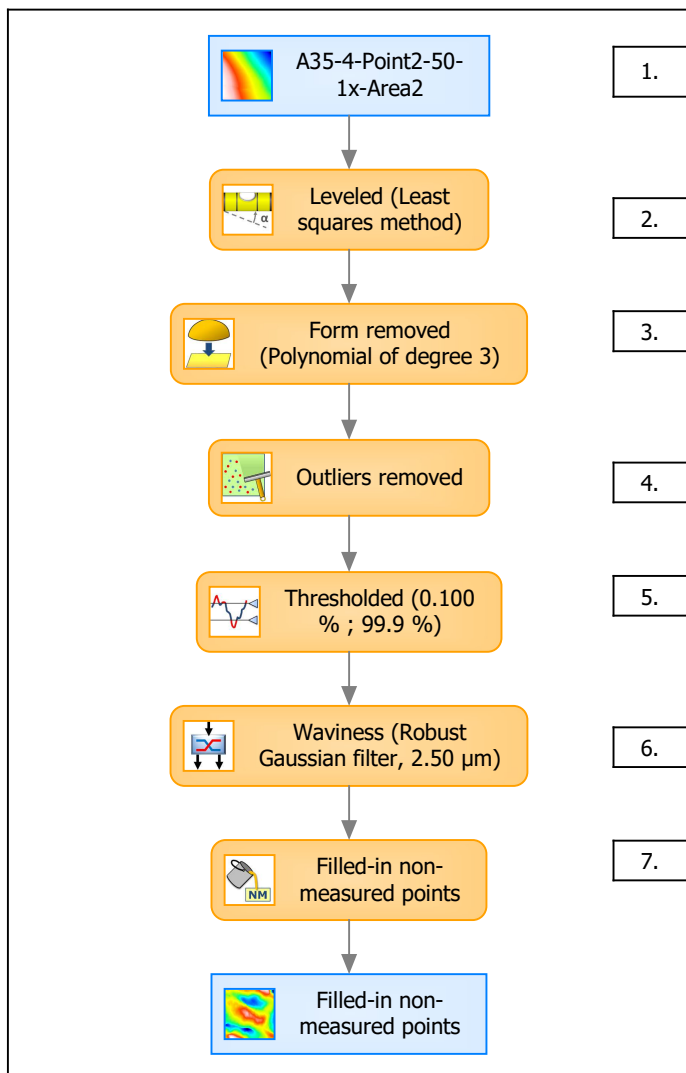 A35-4-Point2-50-
1x-Area2
1.
Leveled (Least
squares method)
α
2.
Form removed
(Polynomial of degree 3)
3.
Outliers removed
4.
Thresholded (0.100
% ; 99.9 %)
5.
Waviness (Robust
Gaussian filter, 2.50 µm)
6.
Filled-in non-
measured points
NM
7.
Filled-in non-
measured points